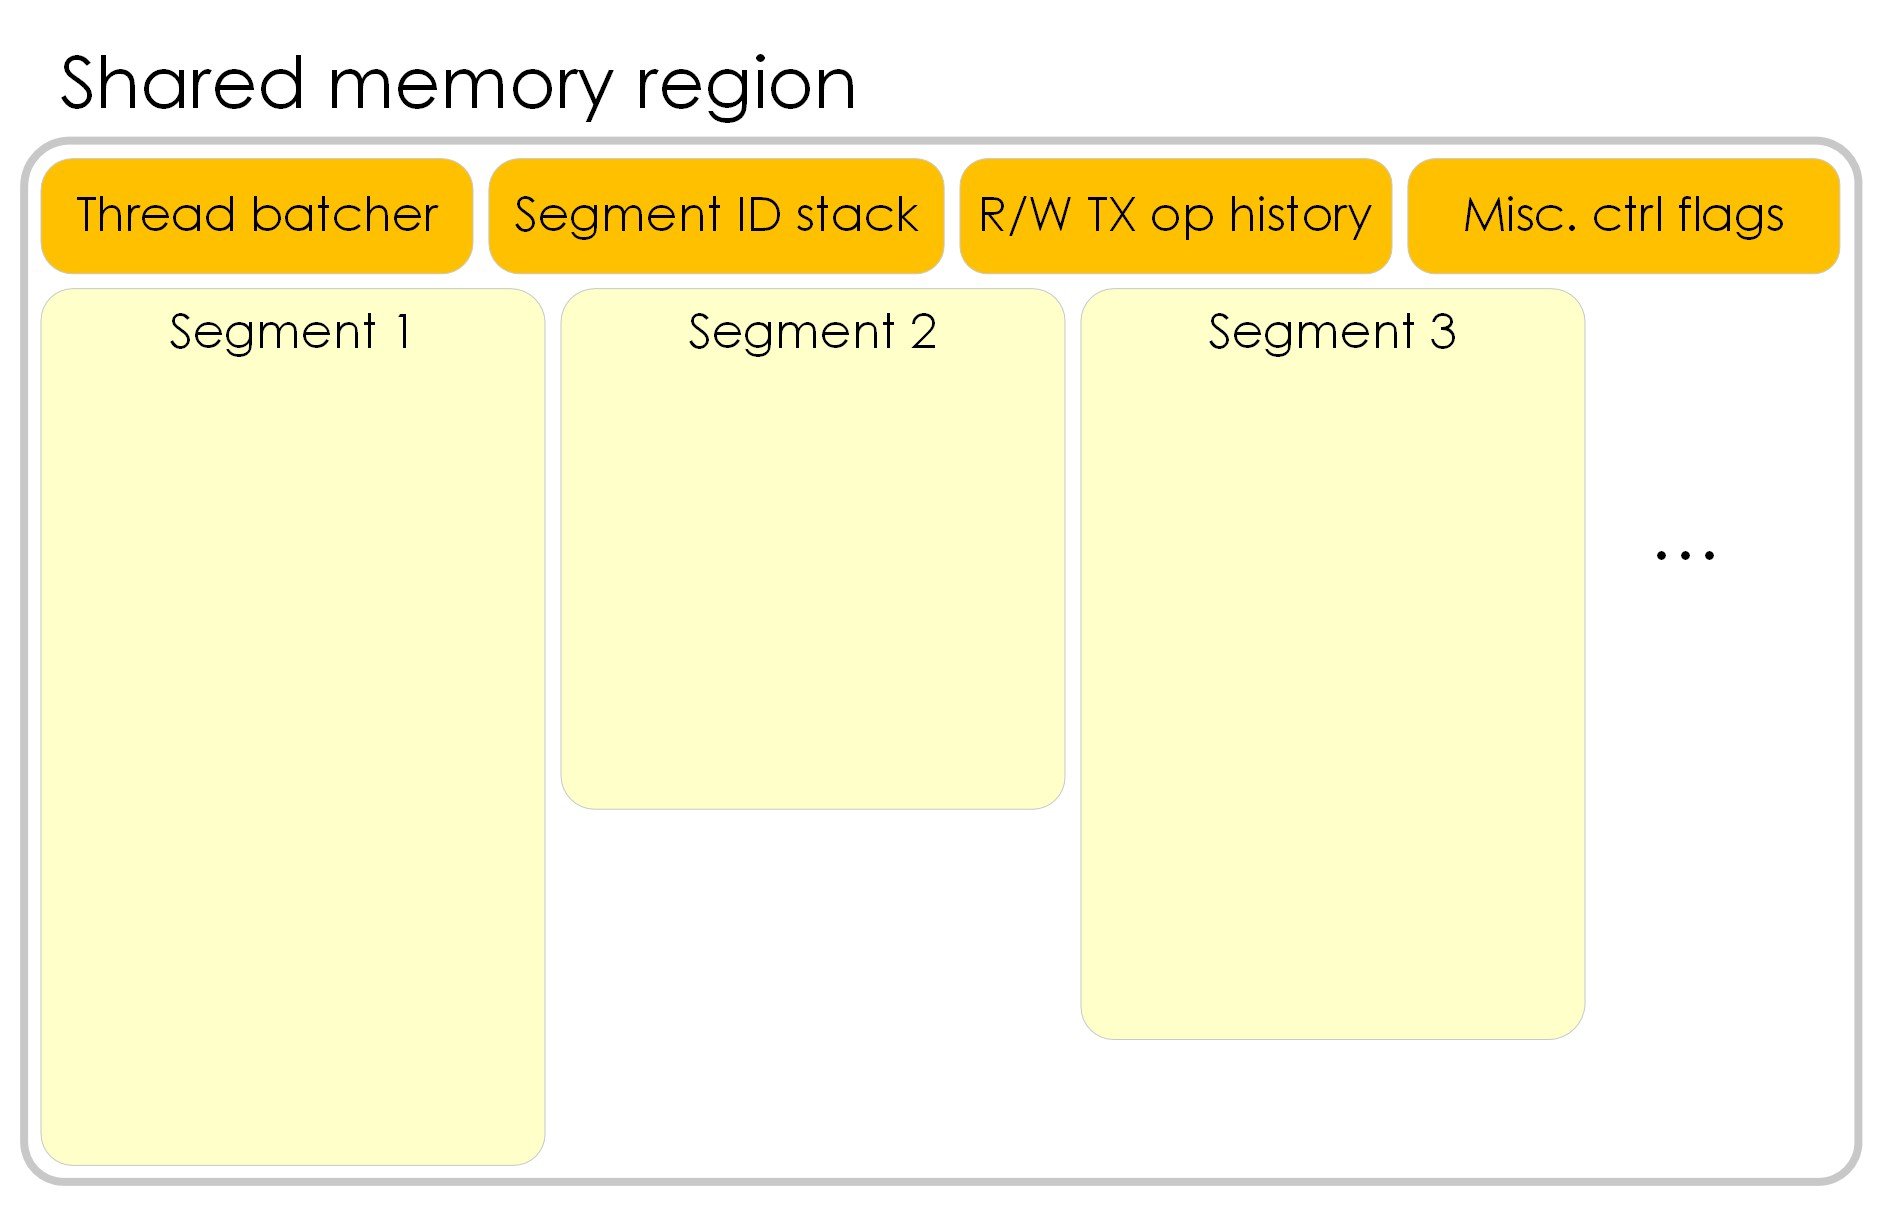 Shared memory region
Thread batcher
Segment ID stack
R/W TX op history
Misc. ctrl flags
Segment 1
Segment 2
Segment 3
...